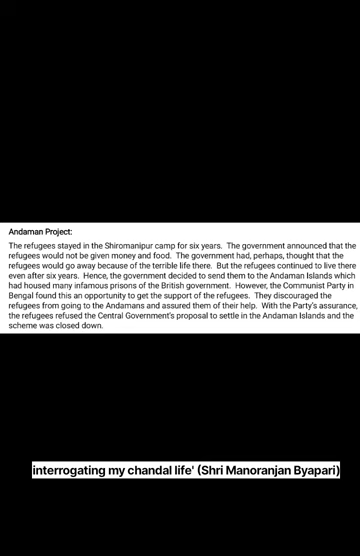 Andaman Project:
The refugees stayed in the Shiromanipur camp for six years. The government announced that the
refugees would not be given money and food. The government had, perhaps, thought that the
refugees would go away because of the terrible life there. But the refugees continued to live there
even after six years. Hence, the government decided to send them to the Andaman Islands which
had housed many infamous prisons of the British government. However, the Communist Party in
Bengal found this an opportunity to get the support of the refugees. They discouraged the
refugees from going to the Andamans and assured them of their help. With the Party's assurance,
the refugees refused the Central Government's proposal to settle in the Andaman Islands and the
scheme was closed down.
interrogating my chandal life' (Shri Manoranjan Byapari)